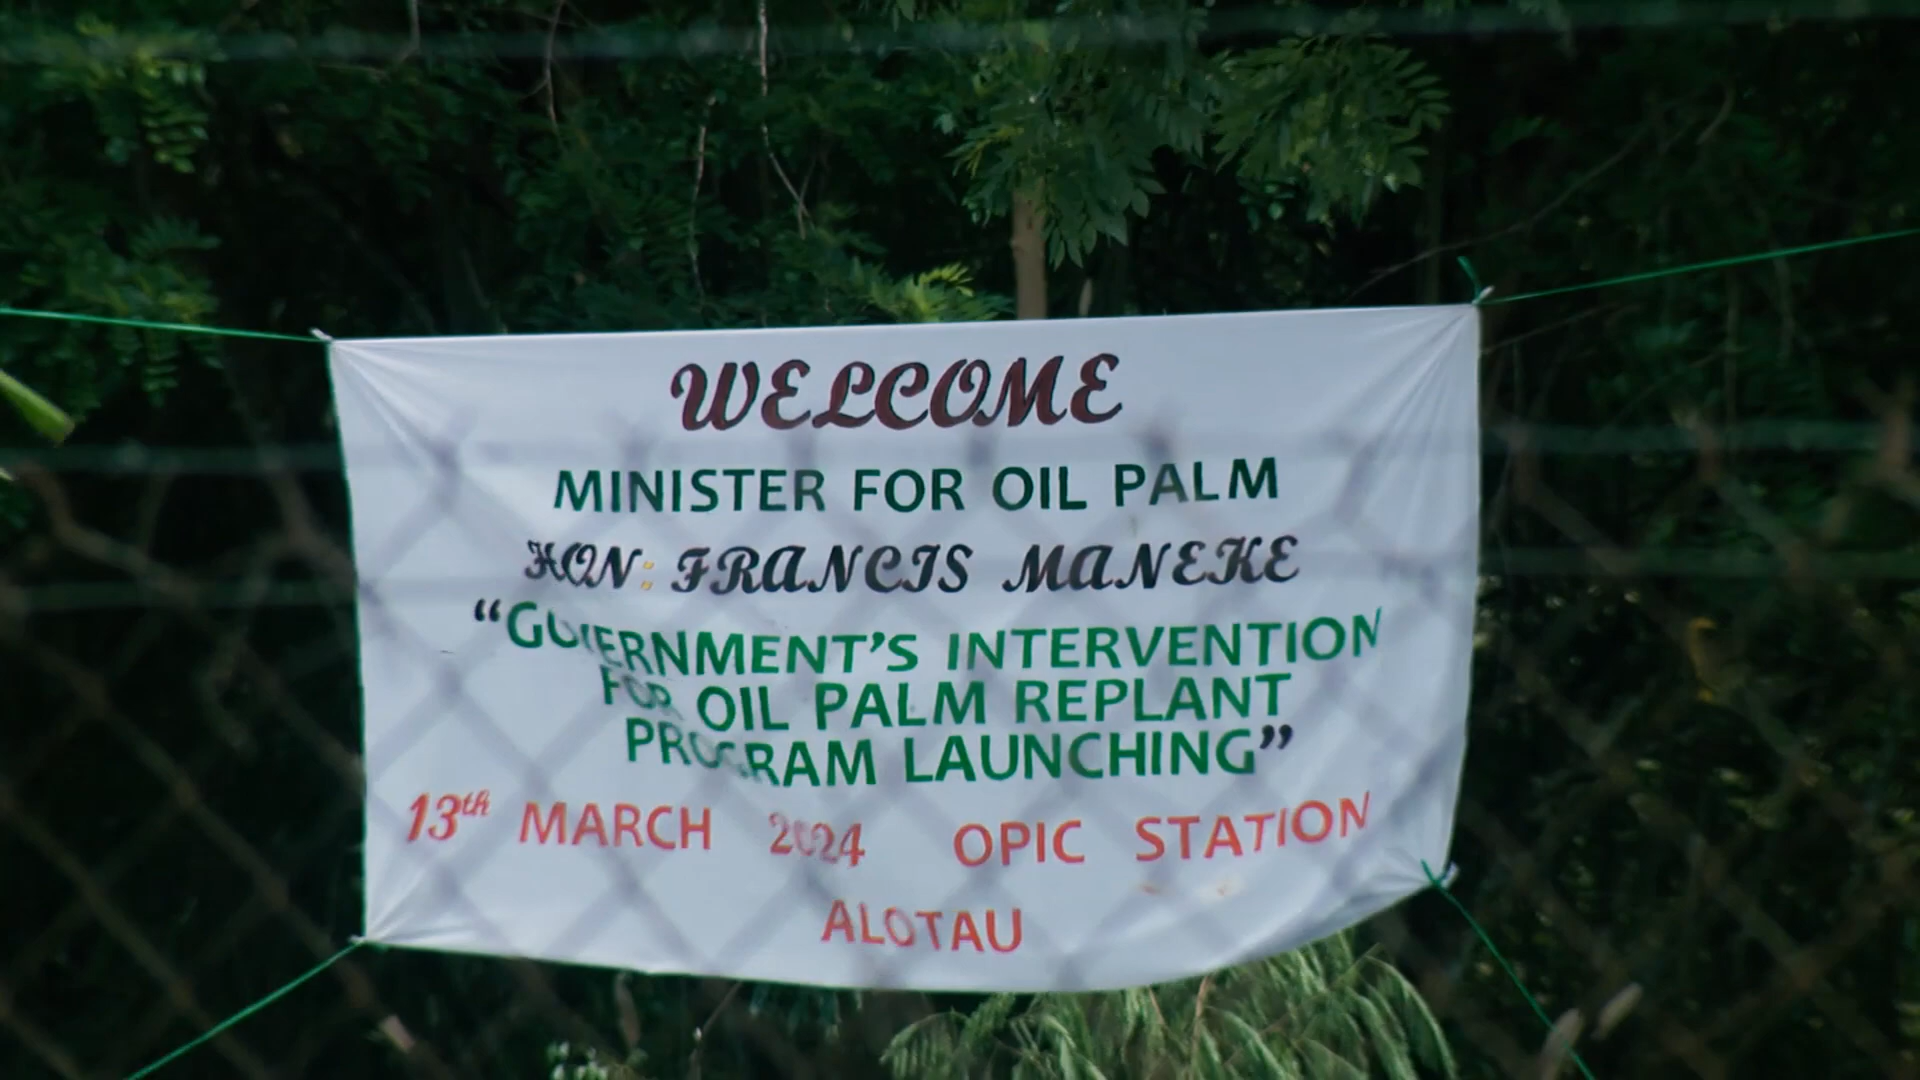 WELCOME
MINISTER FOR OIL PALM
HON: FRANCIS MANEKE
“GOVERNMENT’S INTERVENTION
FOR OIL PALM REPLANT
PROGRAM LAUNCHING”
13th MARCH 2024 OPIC STATION
ALOTAU